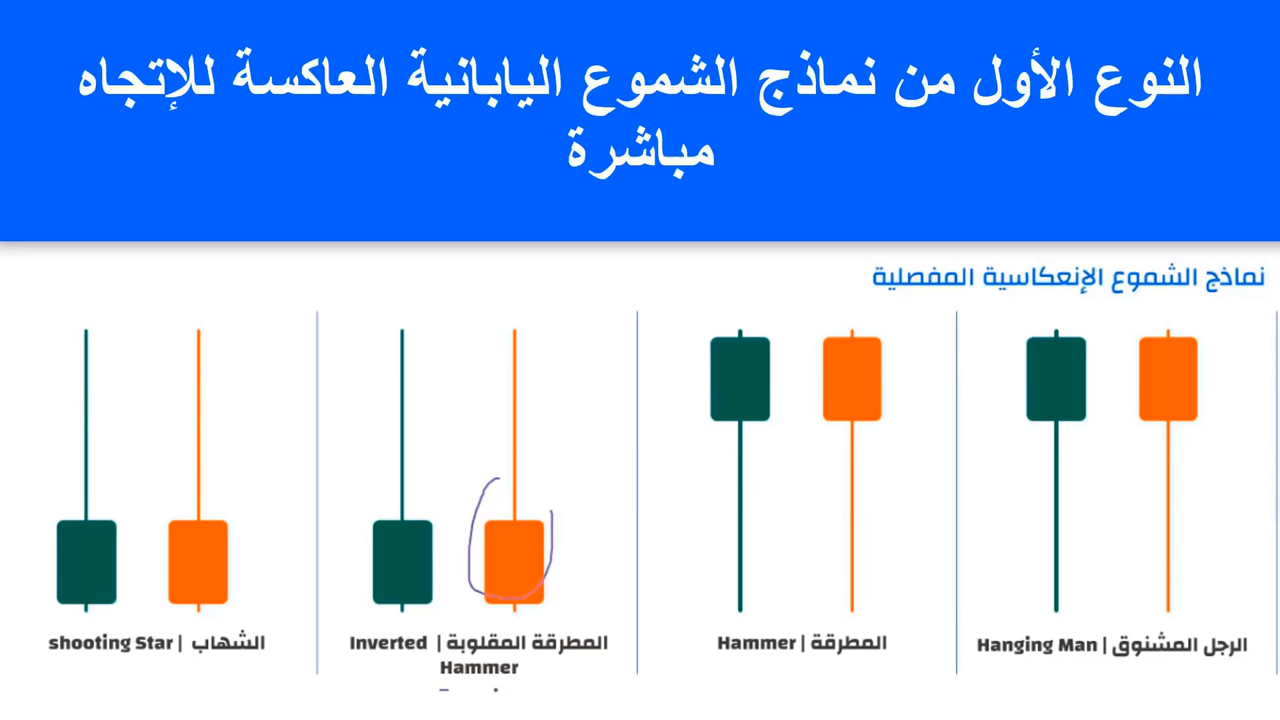 النوع الأول من نماذج الشموع اليابانية العاكسة للإتجاه
مباشرة
نماذج الشموع الإنعكاسية المفصلية
الرجل المشنوق | Hanging Man
المطرقة | Hammer
المطرقة المقلوبة | Inverted
Hammer
الشهاب | shooting Star